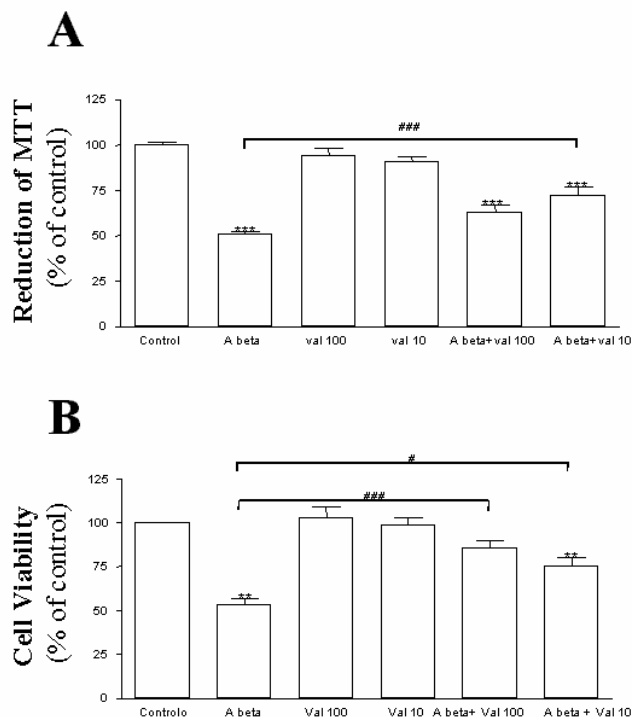 A
Reduction of MTT
(% of control)
125
100
75
50
25
0
###
***
***
***
Control A beta val 100 val 10 A beta+val 100 A beta+val 10
B
Cell Viability
(% of control)
125
100
75
50
25
0
#
###
**
**
Controlo A beta Val 100 Val 10 A beta+ Val 100 A beta + Val 10